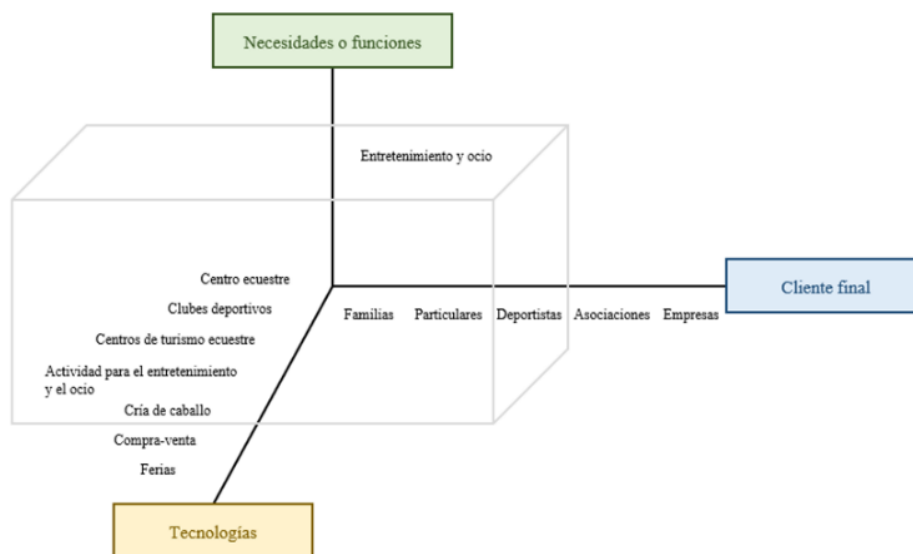 Necesidades o funciones
Entretenimiento y ocio
Centro ecuestre
Clubes deportivos
Centros de turismo ecuestre
Actividad para el entretenimiento
y el ocio
Cría de caballo
Compra-venta
Ferias
Familias Particulares Deportistas Asociaciones Empresas
Cliente final
Tecnologías